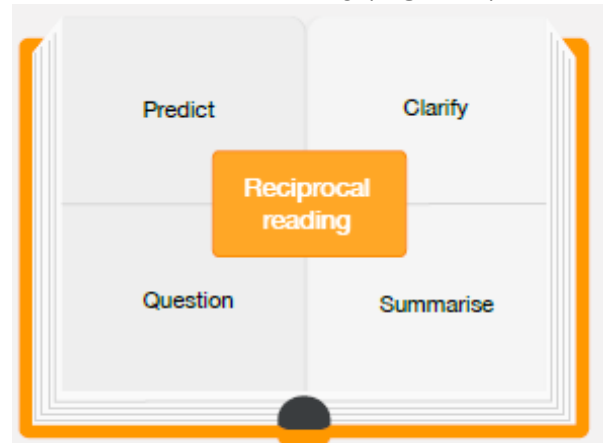 Predict
Clarify
Reciprocal
reading
Question
Summarise